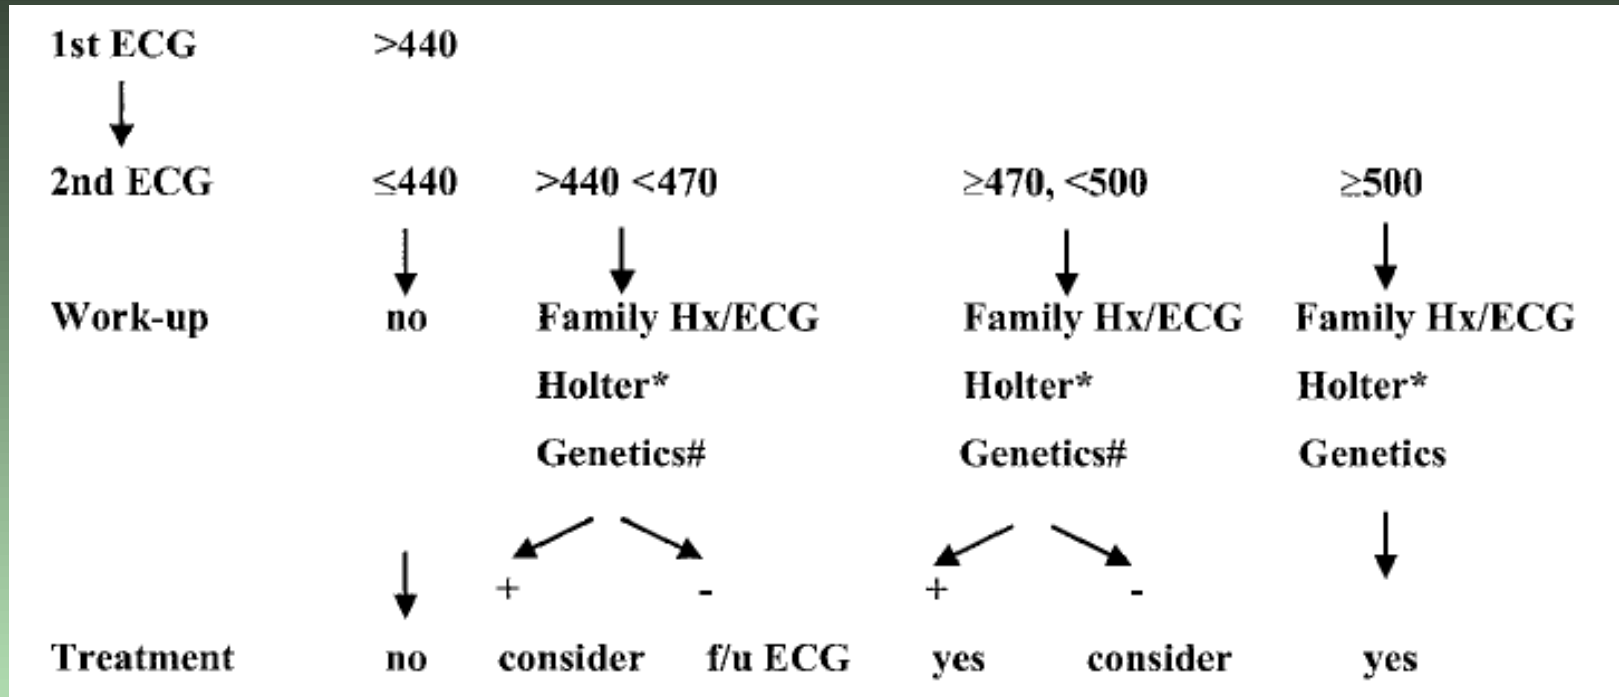 1st ECG >440
2nd ECG ≤440 >440 <470 ≥470, <500 ≥500
Work-up no Family Hx/ECG Family Hx/ECG Family Hx/ECG
Holter* Holter* Holter*
Genetics# Genetics# Genetics
+ - + -
Treatment no consider f/u ECG yes consider yes